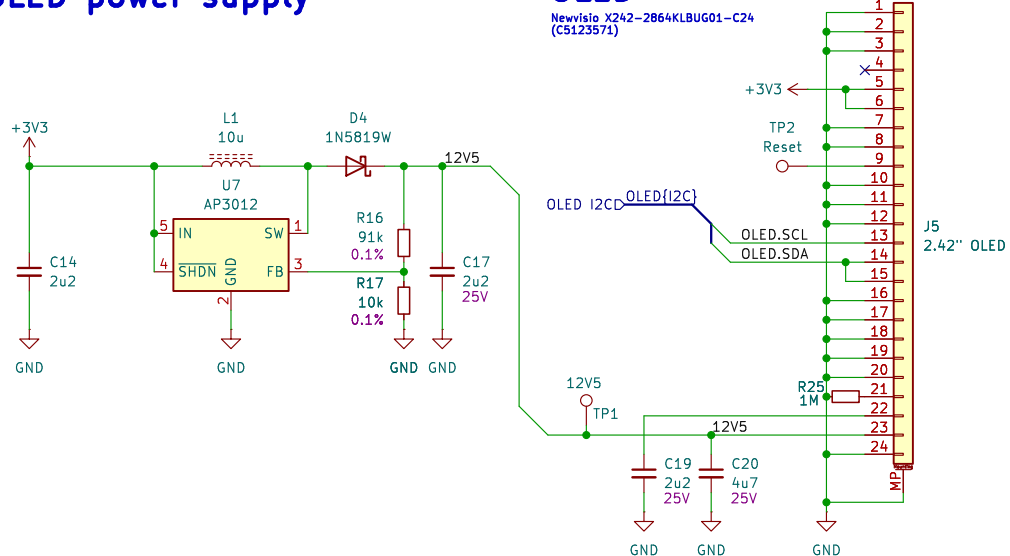 OLED power supply
OLED
Newvisio X242-2864KLBUG01-C24
(C5123571)
+3V3
L1
10u
D4
1N5819W
12V5
U7
AP3012
5
IN
SW
1
4
SHDN
GND
FB
3
2
R16
91k
0.1%
R17
10k
0.1%
C14
2u2
C17
2u2
25V
GND
GND
GND
GND
+3V3
TP2
Reset
OLED I2C
OLED{I2C}
OLED.SCL
OLED.SDA
1
2
3
4
5
6
7
8
9
10
11
12
13
14
15
16
17
18
19
20
21
22
23
24
MP
J5
2.42" OLED
R25
1M
12V5
TP1
12V5
C19
2u2
25V
C20
4u7
25V
GND
GND
GND